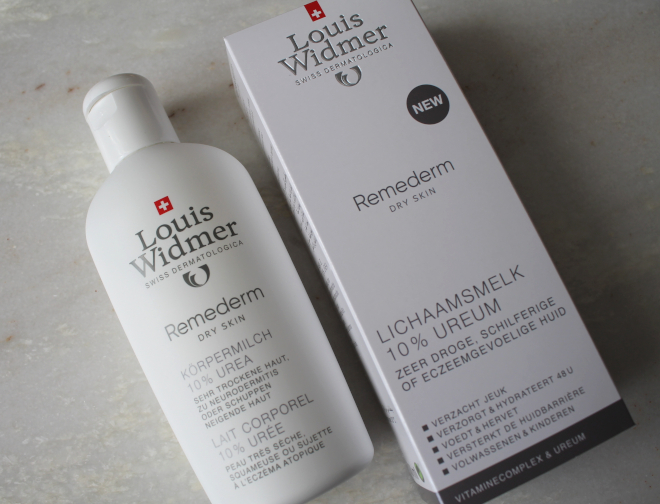 Louis
Widmer
SWISS DERMATOLOGICA
Remederm
DRY SKIN
KÖRPERMILCH
10% UREA
SEHR TROCKENE HAUT,
ZU NEURODERMITIS
ODER SCHUPPEN
NEIGENDE HAUT
LAIT CORPOREL
10% URÉE
PEAU TRÈS SÈCHE,
SQUAMEUSE OU SUJETTE
À L'ECZÉMA ATOPIQUE
Louis
Widmer
SWISS DERMATOLOGICA
NEW
Remederm
DRY SKIN
LICHAAMSMELK
10% UREUM
ZEER DROGE, SCHILFERIGE
OF ECZEEMGEVOELIGE HUID
■ VERZACHT JEUK
■ VERZORGT & HYDRATEERT 48U
■ VOEDT & HERVET
■ VERSTERKT DE HUIDBARRIÈRE
■ VOLWASSENEN & KINDEREN
VITAMINECOMPLEX & UREUM